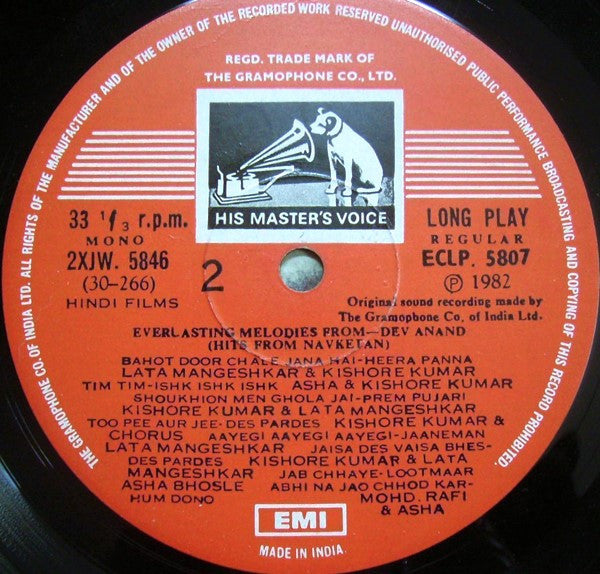 THE GRAMOPHONE CO. OF INDIA LTD. ALL RIGHTS OF THE MANUFACTURER AND OF THE OWNER OF THE RECORDED WORK RESERVED UNAUTHORISED PUBLIC PERFORMANCE BROADCASTING AND COPYING OF THIS RECORD PROHIBITED.
REGD. TRADE MARK OF
THE GRAMOPHONE CO., LTD.
HIS MASTER'S VOICE
33 1/3 r.p.m.
MONO
2XJW. 5846
(30-266)
HINDI FILMS
2
LONG PLAY
REGULAR
ECLP. 5807
℗ 1982
Original sound recording made by
The Gramophone Co, of India Ltd.
EVERLASTING MELODIES FROM—DEV ANAND
(HITS FROM NAVKETAN)
BAHOT DOOR CHALE JANA HAI-HEERA PANNA
LATA MANGESHKAR & KISHORE KUMAR
TIM TIM-ISHK ISHK ISHK ASHA & KISHORE KUMAR
SHOUKHION MEN GHOLA JAI-PREM PUJARI
KISHORE KUMAR & LATA MANGESHKAR
TOO PEE AUR JEE-DES PARDES KISHORE KUMAR &
CHORUS AAYEGI AAYEGI AAYEGI-JAANEMAN
LATA MANGESHKAR JAISA DES VAISA BHES-
DES PARDES KISHORE KUMAR & LATA
MANGESHKAR JAB CHHAYE-LOOTMAAR
ASHA BHOSLE ABHI NA JAO CHHOD KAR-
HUM DONO MOHD. RAFI
& ASHA
EMI
MADE IN INDIA